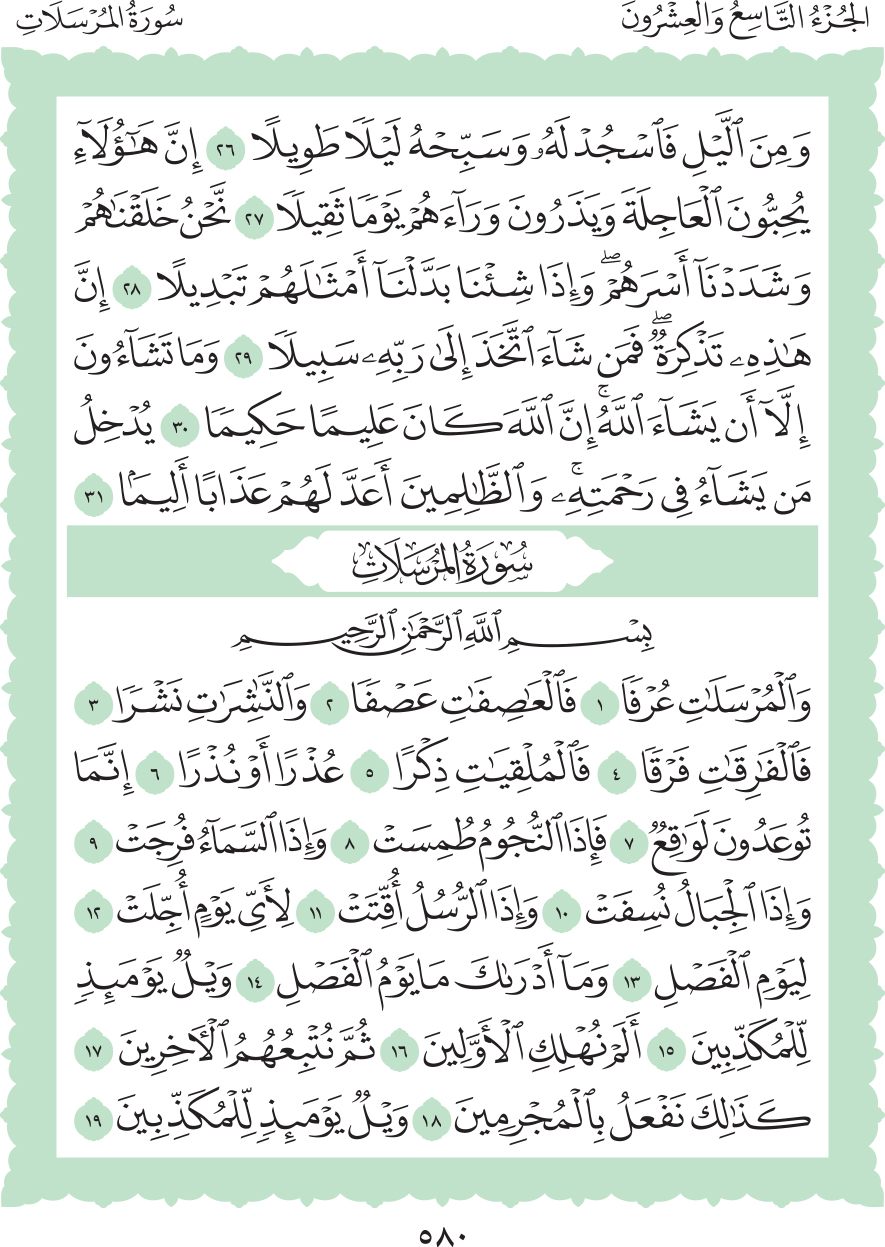 الجُزْءُ التَّاسِعُ وَالعِشْرُونَ
سُورَةُ المُرْسَلَات
وَمِنَ ٱلَّيْلِ فَٱسْجُدْ لَهُۥ وَسَبِّحْهُ لَيْلًا طَوِيلًا ٢٦ إِنَّ هَٰٓؤُلَآءِ
يُحِبُّونَ ٱلْعَاجِلَةَ وَيَذَرُونَ وَرَآءَهُمْ يَوْمًا ثَقِيلًا ٢٧ نَّحْنُ خَلَقْنَٰهُمْ
وَشَدَدْنَآ أَسْرَهُمْ ۖ وَإِذَا شِئْنَا بَدَّلْنَآ أَمْثَٰلَهُمْ تَبْدِيلًا ٢٨ إِنَّ
هَٰذِهِۦ تَذْكِرَةٌ ۖ فَمَن شَآءَ ٱتَّخَذَ إِلَىٰ رَبِّهِۦ سَبِيلًا ٢٩ وَمَا تَشَآءُونَ
إِلَّآ أَن يَشَآءَ ٱللَّهُ ۚ إِنَّ ٱللَّهَ كَانَ عَلِيمًا حَكِيمًا ٣٠ يُدْخِلُ
مَن يَشَآءُ فِى رَحْمَتِهِۦ ۚ وَٱلظَّٰلِمِينَ أَعَدَّ لَهُمْ عَذَابًا أَلِيمًۢا ٣١
سُورَةُ المُرْسَلَاتِ
بِسْمِ ٱللَّهِ ٱلرَّحْمَٰنِ ٱلرَّحِيمِ
وَٱلْمُرْسَلَٰتِ عُرْفًا ١ فَٱلْعَٰصِفَٰتِ عَصْفًا ٢ وَٱلنَّٰشِرَٰتِ نَشْرًا ٣
فَٱلْفَٰرِقَٰتِ فَرْقًا ٤ فَٱلْمُلْقِيَٰتِ ذِكْرًا ٥ عُذْرًا أَوْ نُذْرًا ٦ إِنَّمَا
تُوعَدُونَ لَوَٰقِعٌ ٧ فَإِذَا ٱلنُّجُومُ طُمِسَتْ ٨ وَإِذَا ٱلسَّمَآءُ فُرِجَتْ ٩
وَإِذَا ٱلْجِبَالُ نُسِفَتْ ١٠ وَإِذَا ٱلرُّسُلُ أُقِّتَتْ ١١ لِأَىِّ يَوْمٍ أُجِّلَتْ ١٢
لِيَوْمِ ٱلْفَصْلِ ١٣ وَمَآ أَدْرَىٰكَ مَا يَوْمُ ٱلْفَصْلِ ١٤ وَيْلٌ يَوْمَئِذٍ
لِّلْمُكَذِّبِينَ ١٥ أَلَمْ نُهْلِكِ ٱلْأَوَّلِينَ ١٦ ثُمَّ نُتْبِعُهُمُ ٱلْءَاخِرِينَ ١٧
كَذَٰلِكَ نَفْعَلُ بِٱلْمُجْرِمِينَ ١٨ وَيْلٌ يَوْمَئِذٍ لِّلْمُكَذِّبِينَ ١٩
٥٨٠